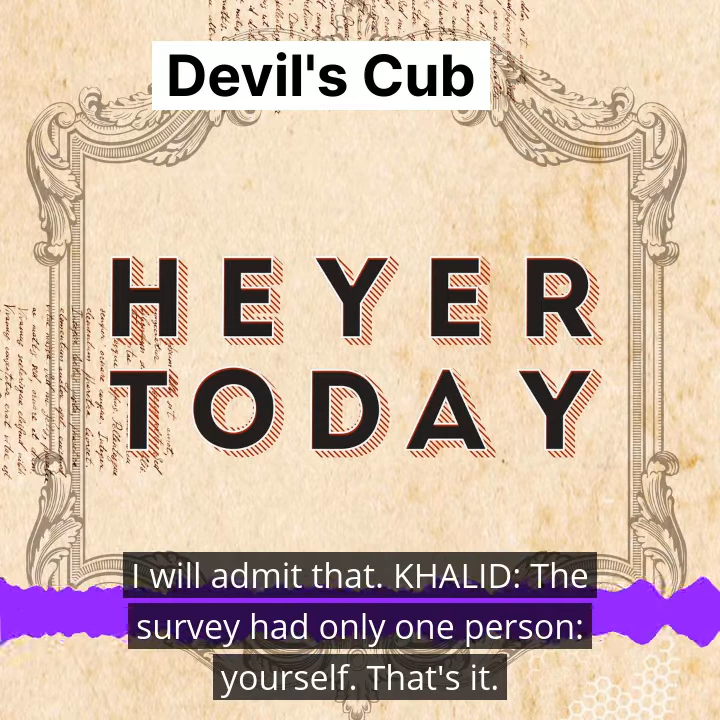 Devil's Cub
HEYER
TODAY
I will admit that. KHALID: The
survey had only one person:
yourself. That's it.